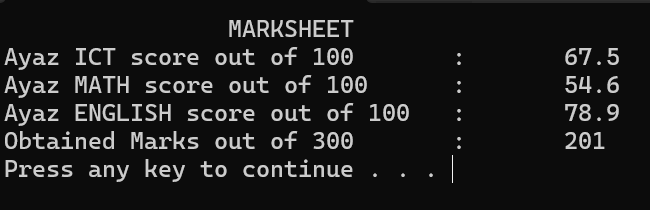 MARKSHEET
Ayaz ICT score out of 100 : 67.5
Ayaz MATH score out of 100 : 54.6
Ayaz ENGLISH score out of 100 : 78.9
Obtained Marks out of 300 : 201
Press any key to continue . . .